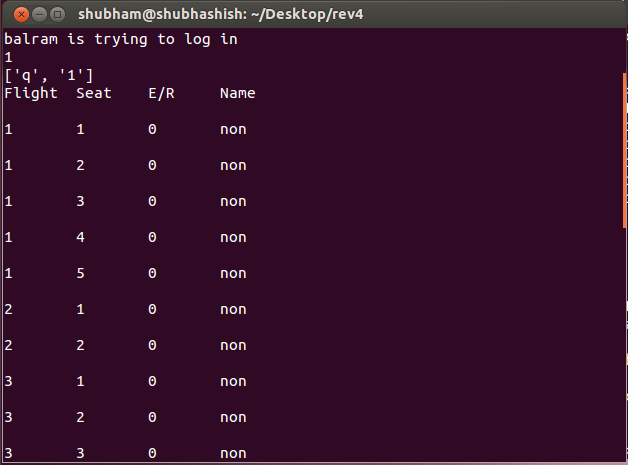 shubham@shubhashish: ~/Desktop/rev4
balram is trying to log in
1
['q', '1']
Flight Seat E/R Name
1 1 0 non
1 2 0 non
1 3 0 non
1 4 0 non
1 5 0 non
2 1 0 non
2 2 0 non
3 1 0 non
3 2 0 non
3 3 0 non